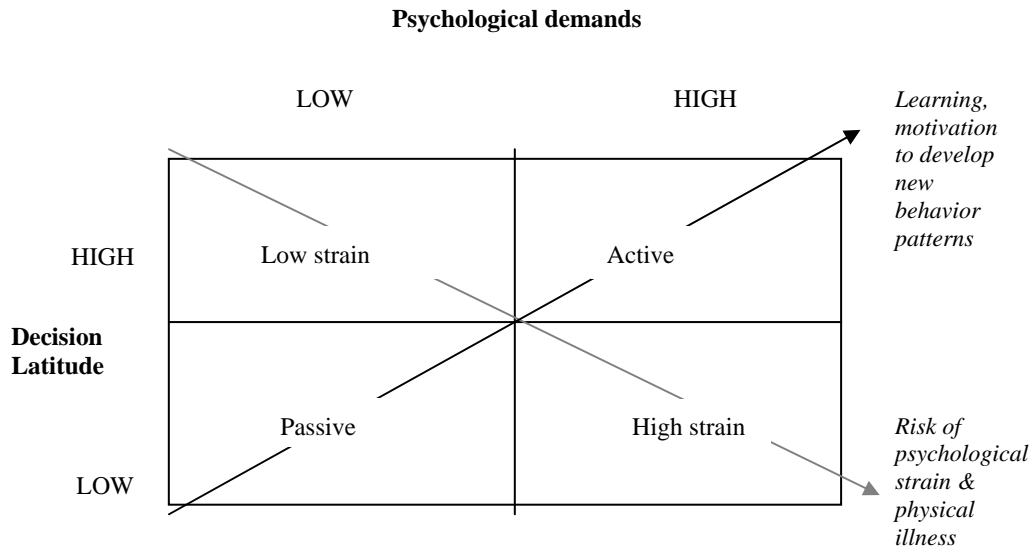 Psychological demands
LOW
HIGH
Learning,
motivation
to develop
new
behavior
patterns
HIGH
Low strain
Active
Decision
Latitude
Passive
High strain
LOW
Risk of
psychological
strain &
physical
illness